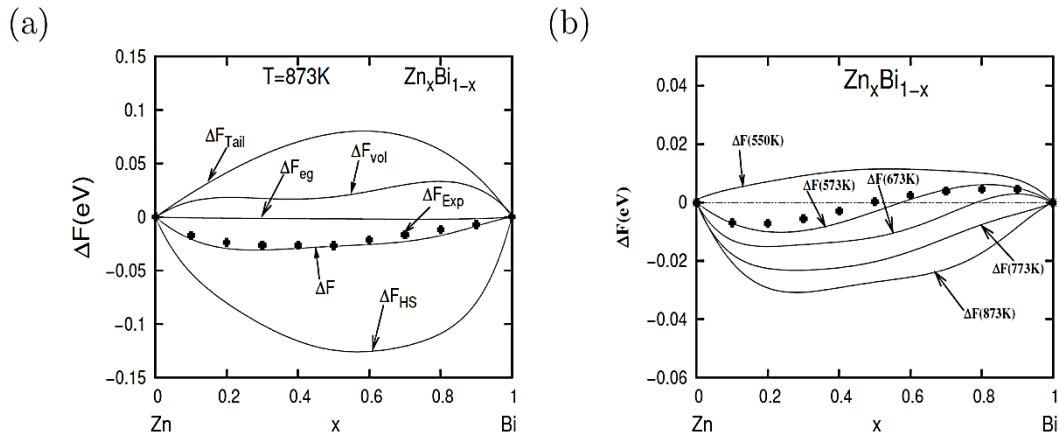 (a)
(b)
T=873K
ZnₓBi₁₋ₓ
ΔF_Tail
ΔF_eg
ΔF_vol
ΔF_Exp
ΔF
ΔF_HS
ΔF(eV)
0.15
0.1
0.05
0
-0.05
-0.1
-0.15
0 0.2 0.4 0.6 0.8 1
Zn x Bi
ZnₓBi₁₋ₓ
ΔF(550K)
ΔF(573K)
ΔF(673K)
ΔF(773K)
ΔF(873K)
ΔF(eV)
0.04
0.02
0
-0.02
-0.04
-0.06
0 0.2 0.4 0.6 0.8 1
Zn x Bi